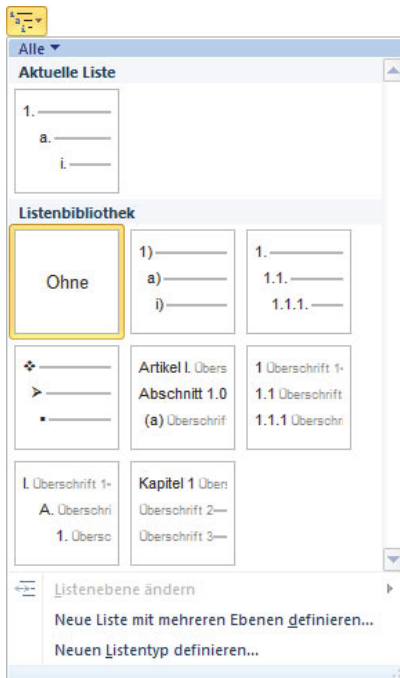 Alle
Aktuelle Liste
1.
a.
i.
Listenbibliothek
Ohne
1)
a)
i)
1.
1.1.
1.1.1.
Artikel I. Übers
Abschnitt 1.0
(a) Überschrif
1 Überschrift 1
1.1 Überschrift
1.1.1 Überschr
I. Überschrift 1
A. Überschri
1. Übersc
Kapitel 1 Über
Überschrift 2
Überschrift 3
Listenebene ändern
Neue Liste mit mehreren Ebenen definieren...
Neuen Listentyp definieren...